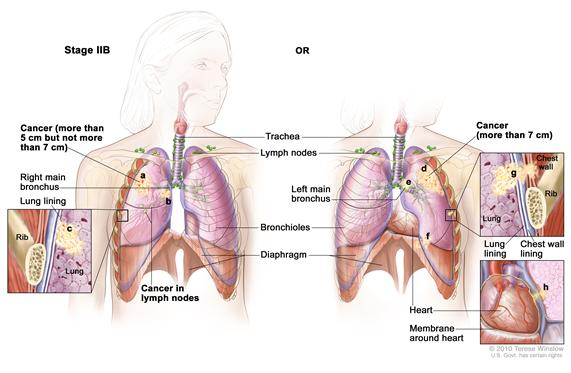 Stage IIB
OR
Cancer (more than
5 cm but not more
than 7 cm)
a
b
Right main
bronchus
Lung lining
Rib
c
Lung
Cancer in
lymph nodes
Trachea
Lymph nodes
Left main
bronchus
Bronchioles
Diaphragm
Cancer
(more than 7 cm)
d
e
f
g
Chest
wall
Lung
Rib
Lung
lining
Chest wall
lining
h
Heart
Membrane
around heart
© 2010 Terese Winslow
U.S. Govt. has certain rights